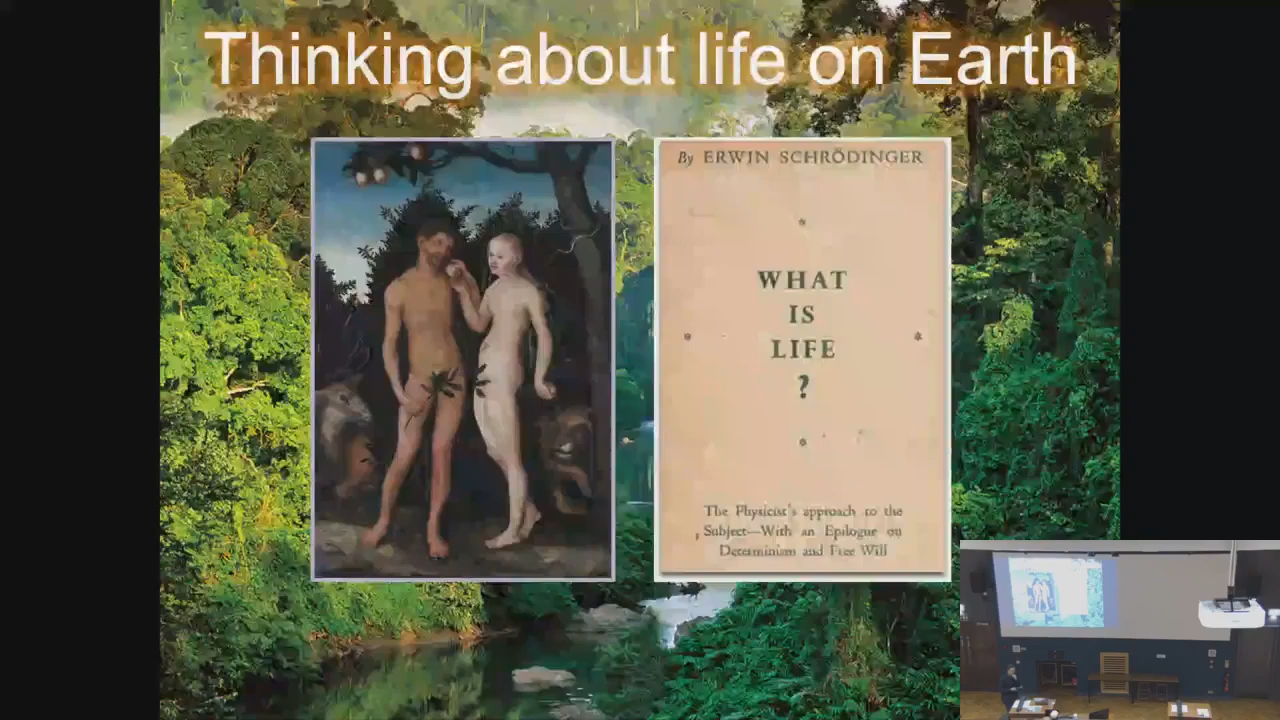 Thinking about life on Earth
By ERWIN SCHRÖDINGER
WHAT
IS
LIFE
?
The Physicist's approach to the
Subject—With an Epilogue on
Determinism and Free Will